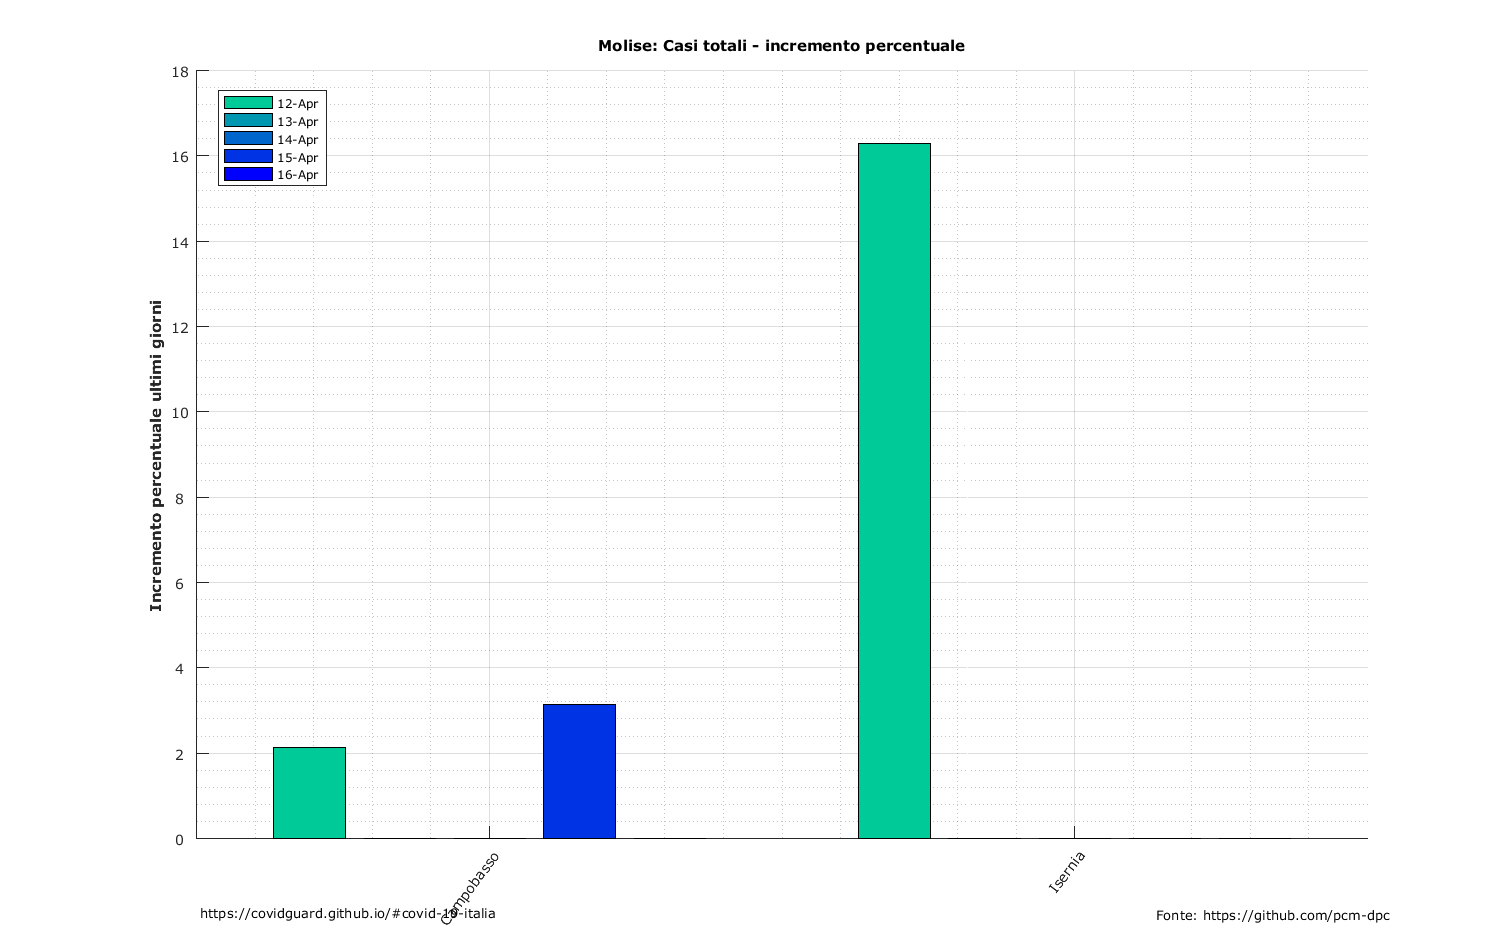 Molise: Casi totali - incremento percentuale
18
16
14
12
10
8
6
4
2
0
12-Apr
13-Apr
14-Apr
15-Apr
16-Apr
Incremento percentuale ultimi giorni
Campobasso
Isernia
https://covidguard.github.io/#covid-19-italia
Fonte: https://github.com/pcm-dpc